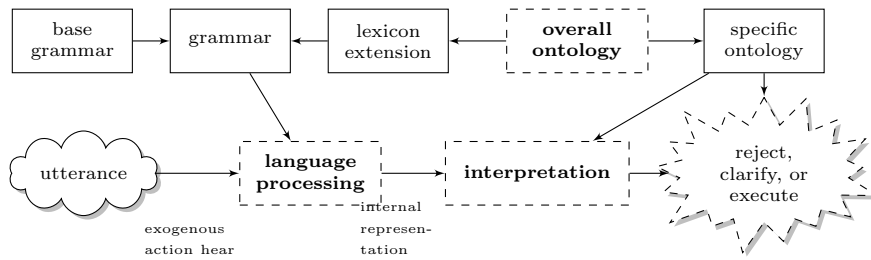 base
grammar
grammar
lexicon
extension
overall
ontology
specific
ontology
utterance
language
processing
interpretation
reject,
clarify, or
execute
exogenous
action hear
internal
represen-
tation